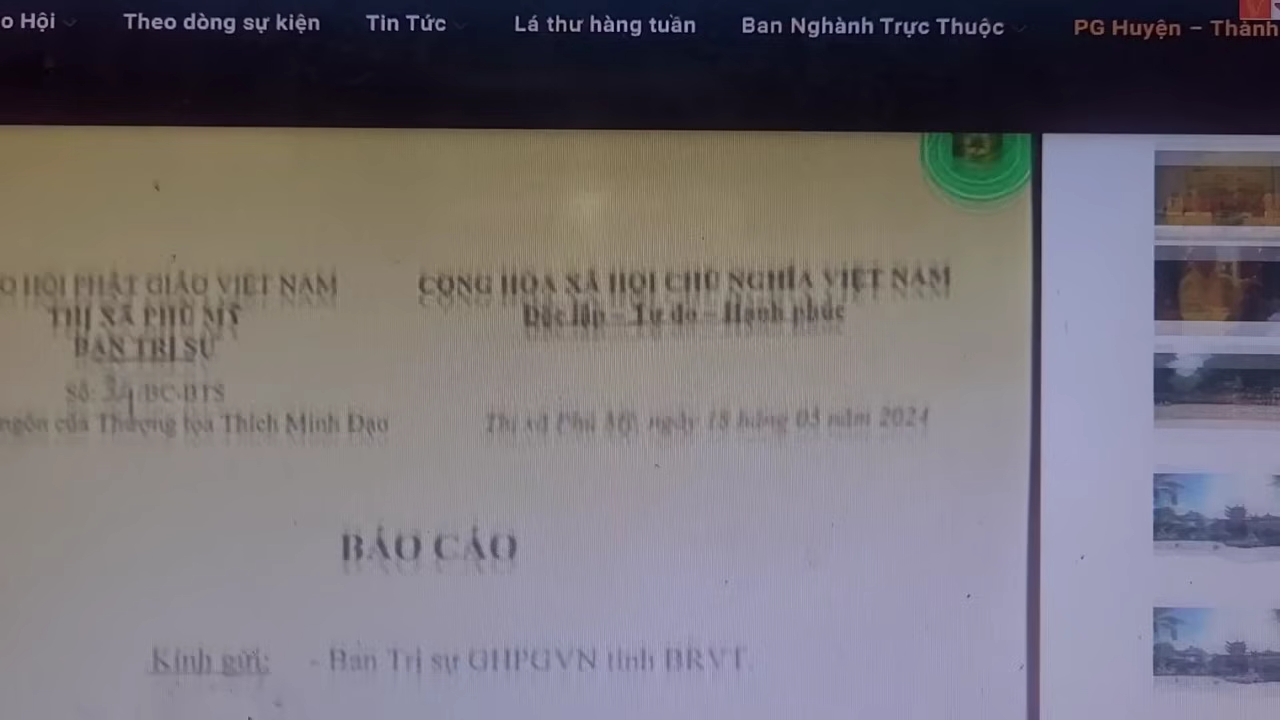 o Hội
Theo dòng sự kiện
Tin Tức
Lá thư hàng tuần
Ban Nghành Trực Thuộc
PG Huyện – Thành
O HỘI PHẬT GIÁO VIỆT NAM
THỊ XÃ PHÚ MỸ
BAN TRỊ SỰ
Số: 39/BC-BTS
ngôn của Thượng tọa Thích Minh Đạo
CỘNG HÒA XÃ HỘI CHỦ NGHĨA VIỆT NAM
Độc lập – Tự do – Hạnh phúc
Thị xã Phú Mỹ, ngày 18 háng 05 năm 2024
BÁO CÁO
Kính gửi: - Ban Trị sự GHPGVN tỉnh BRVT.